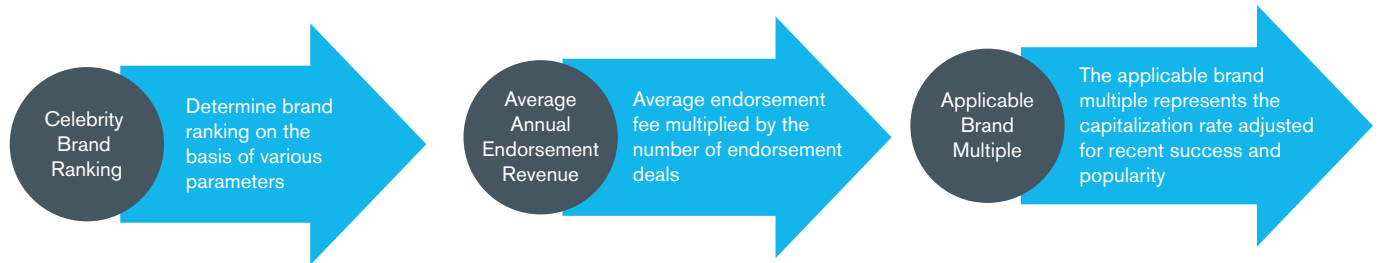 Celebrity
Brand
Ranking
Determine brand
ranking on the
basis of various
parameters
Average
Annual
Endorsement
Revenue
Average endorsement
fee multiplied by the
number of endorsement
deals
Applicable
Brand
Multiple
The applicable brand
multiple represents the
capitalization rate adjusted
for recent success and
popularity